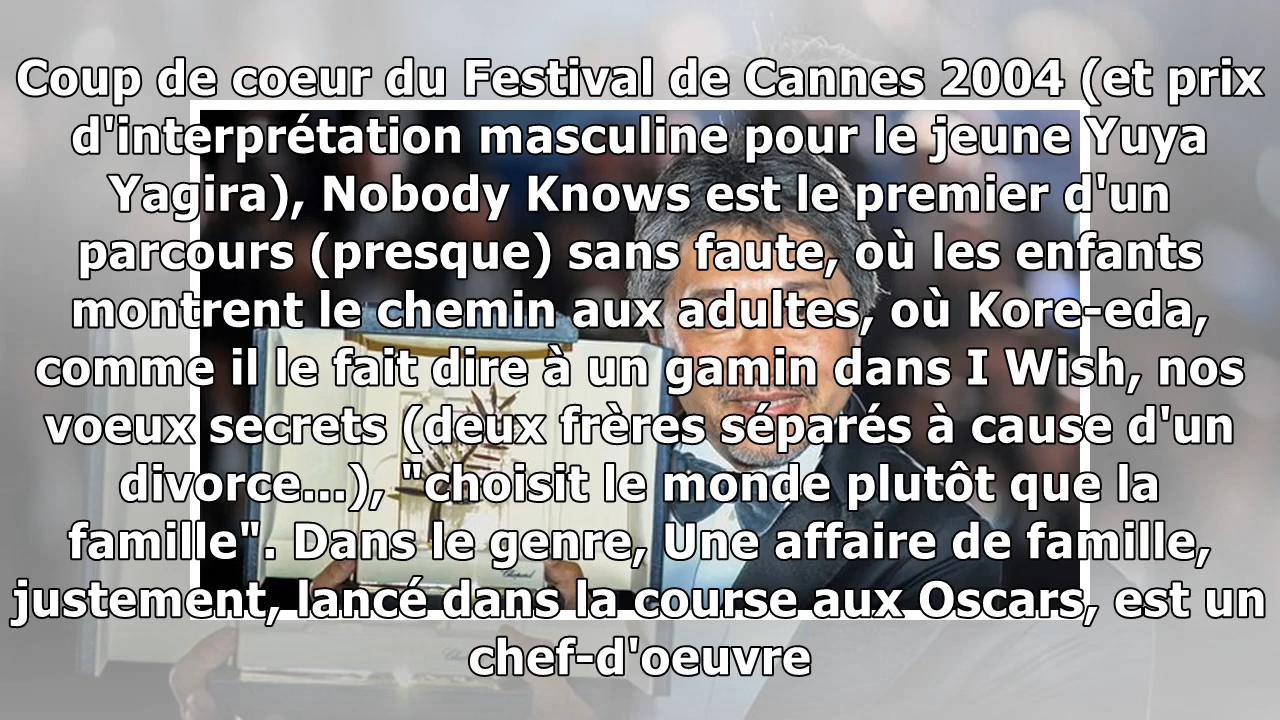 Coup de coeur du Festival de Cannes 2004 (et prix
d'interprétation masculine pour le jeune Yuya
Yagira), Nobody Knows est le premier d'un
parcours (presque) sans faute, où les enfants
montrent le chemin aux adultes, où Kore-eda,
comme il le fait dire à un gamin dans I Wish, nos
voeux secrets (deux frères séparés à cause d'un
divorce...), "choisit le monde plutôt que la
famille". Dans le genre, Une affaire de famille,
justement, lancé dans la course aux Oscars, est un
chef-d'oeuvre
Chopard